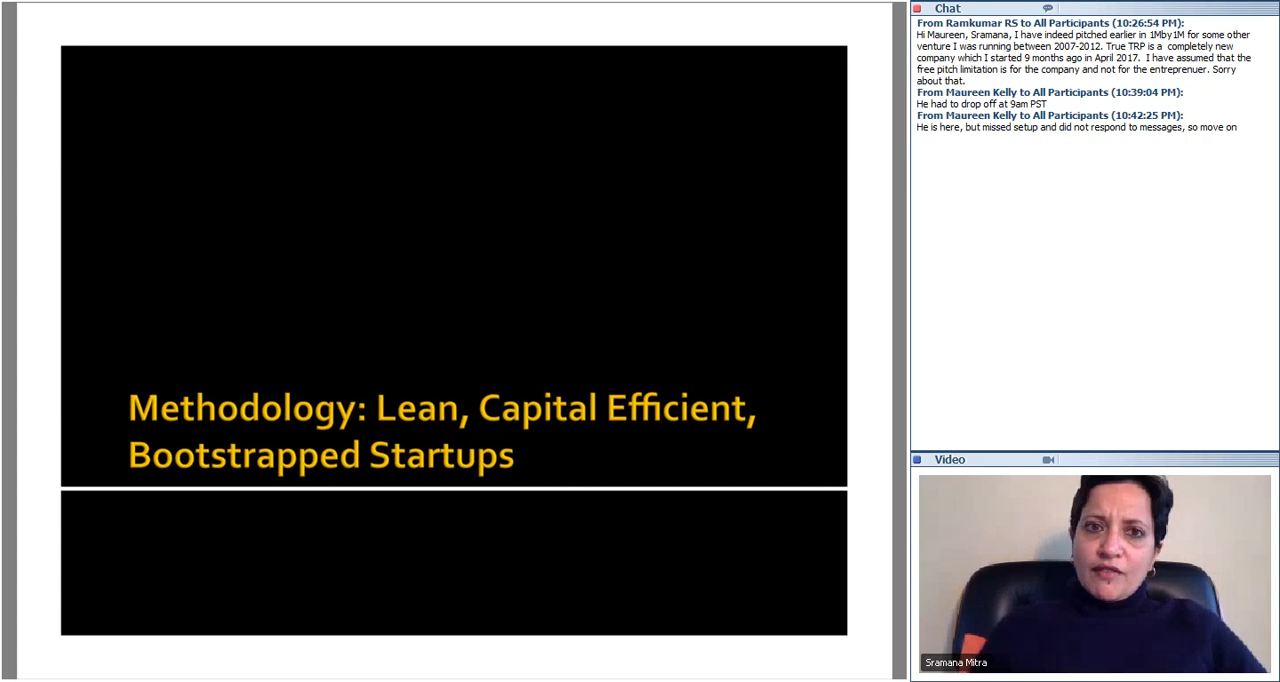 Methodology: Lean, Capital Efficient,
Bootstrapped Startups
Chat
From Ramkumar RS to All Participants (10:26:54 PM):
Hi Maureen, Sramana, I have indeed pitched earlier in 1Mby1M for some other
venture I was running between 2007-2012. True TRP is a  completely new
company which I started 9 months ago in April 2017.  I have assumed that the
free pitch limitation is for the company and not for the entreprenuer. Sorry
about that.
From Maureen Kelly to All Participants (10:39:04 PM):
He had to drop off at 9am PST
From Maureen Kelly to All Participants (10:42:25 PM):
He is here, but missed setup and did not respond to messages, so move on
Video
Sramana Mitra